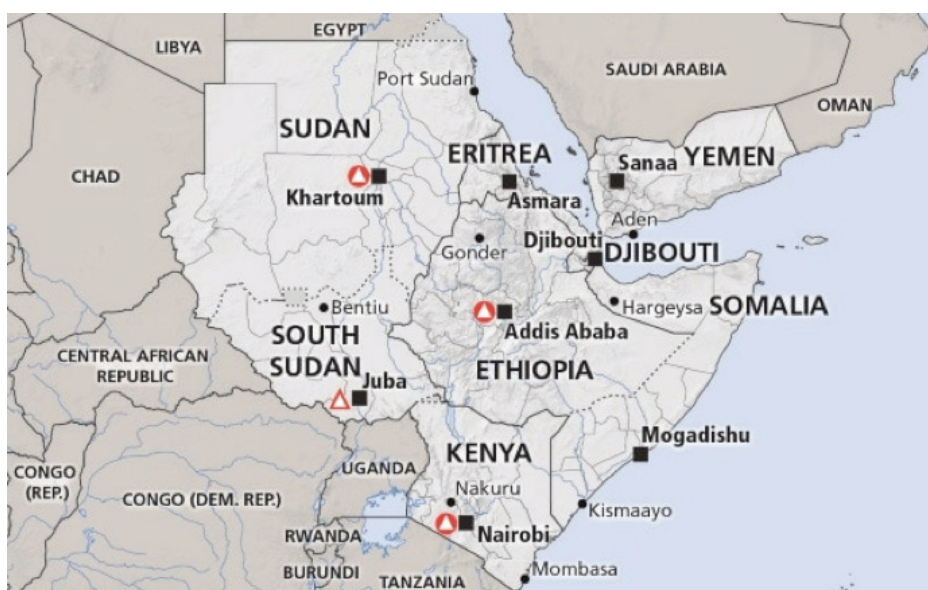 EGYPT
LIBYA
SAUDI ARABIA
Port Sudan
OMAN
SUDAN
ERITREA
Sanaa
YEMEN
CHAD
Khartoum
Asmara
Aden
Gonder
Djibouti
DJIBOUTI
Bentiu
Hargeysa
SOMALIA
Addis Ababa
SOUTH
SUDAN
CENTRAL AFRICAN
REPUBLIC
ETHIOPIA
Juba
Mogadishu
KENYA
UGANDA
CONGO
(REP.)
CONGO (DEM. REP.)
Nakuru
Kismaayo
RWANDA
Nairobi
BURUNDI
TANZANIA
Mombasa